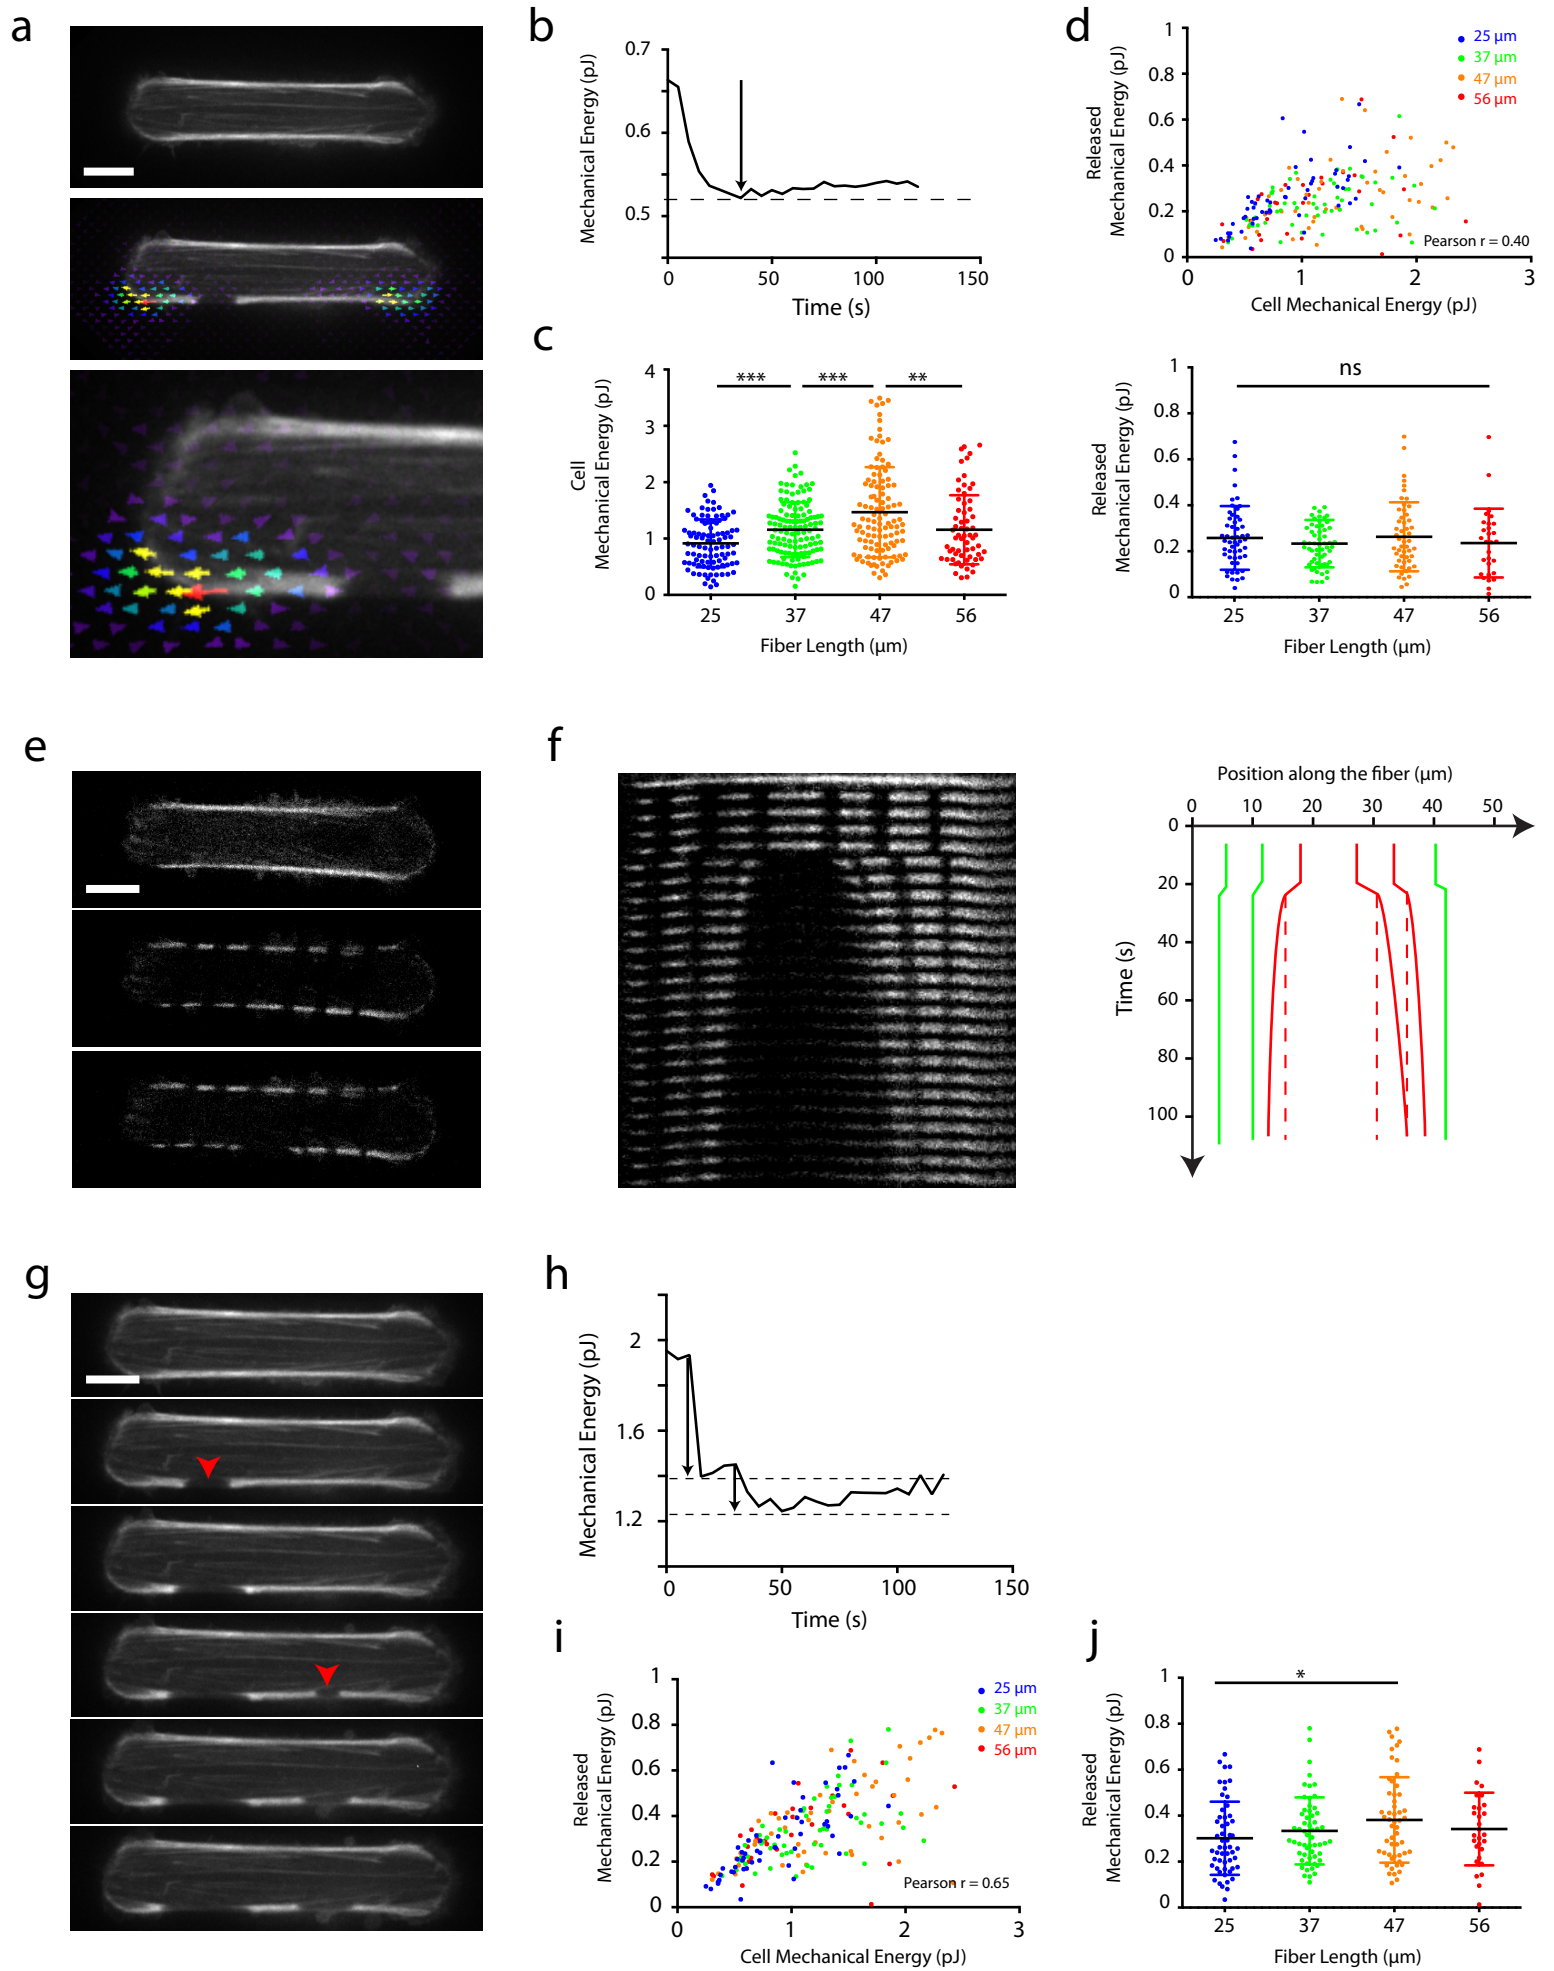 a
b
0.7
0.6
0.5
Mechanical Energy (pJ)
0
50
100
150
Time (s)
c
***
***
**
4
3
2
1
0
Cell
Mechanical Energy (pJ)
25
37
47
56
Fiber Length (µm)
d
1
0.8
0.6
0.4
0.2
0
Released
Mechanical Energy (pJ)
25 µm
37 µm
47 µm
56 µm
Pearson r = 0.40
0
1
2
3
Cell Mechanical Energy (pJ)
ns
1
0.8
0.6
0.4
0.2
0
Released
Mechanical Energy (pJ)
25
37
47
56
Fiber Length (µm)
e
f
Position along the fiber (µm)
0
10
20
30
40
50
0
20
40
60
80
100
Time (s)
g
h
2
1.6
1.2
Mechanical Energy (pJ)
0
50
100
150
Time (s)
i
1
0.8
0.6
0.4
0.2
0
Released
Mechanical Energy (pJ)
25 µm
37 µm
47 µm
56 µm
Pearson r = 0.65
0
1
2
3
Cell Mechanical Energy (pJ)
j
*
1
0.8
0.6
0.4
0.2
0
Released
Mechanical Energy (pJ)
25
37
47
56
Fiber Length (µm)